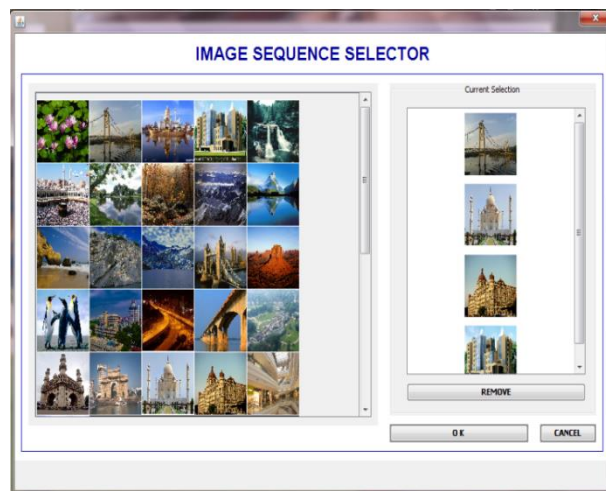 IMAGE SEQUENCE SELECTOR
Current Selection
REMOVE
O K
CANCEL